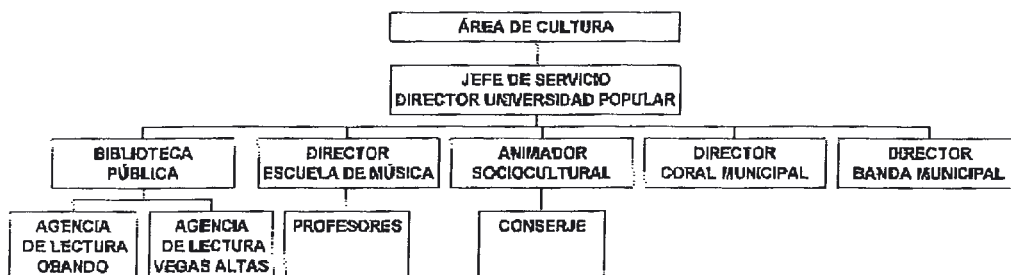 ÁREA DE CULTURA
JEFE DE SERVICIO
DIRECTOR UNIVERSIDAD POPULAR
BIBLIOTECA
PÚBLICA
DIRECTOR
ESCUELA DE MÚSICA
ANIMADOR
SOCIOCULTURAL
DIRECTOR
CORAL MUNICIPAL
DIRECTOR
BANDA MUNICIPAL
AGENCIA
DE LECTURA
OBANDO
AGENCIA
DE LECTURA
VEGAS ALTAS
PROFESORES
CONSERJE